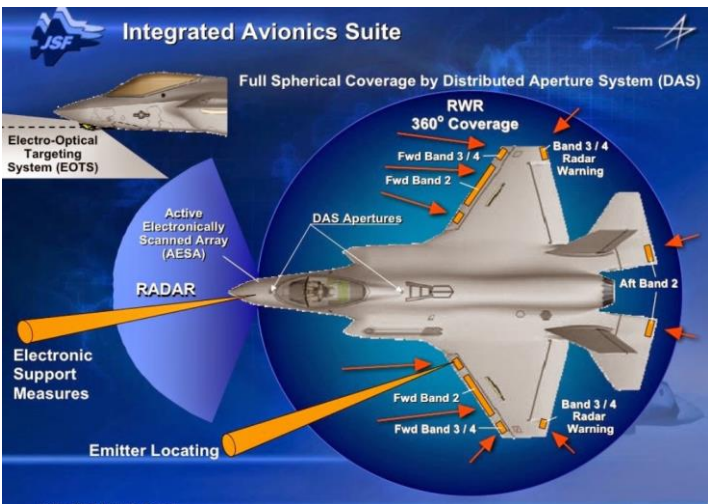 JSF
Integrated Avionics Suite
Full Spherical Coverage by Distributed Aperture System (DAS)
RWR
360° Coverage
Electro-Optical
Targeting
System (EOTS)
Fwd Band 3 / 4
Fwd Band 2
Band 3 / 4
Radar
Warning
Active
Electronically
Scanned Array
(AESA)
DAS Apertures
RADAR
Aft Band 2
Electronic
Support
Measures
Fwd Band 2
Fwd Band 3 / 4
Band 3 / 4
Radar
Warning
Emitter Locating